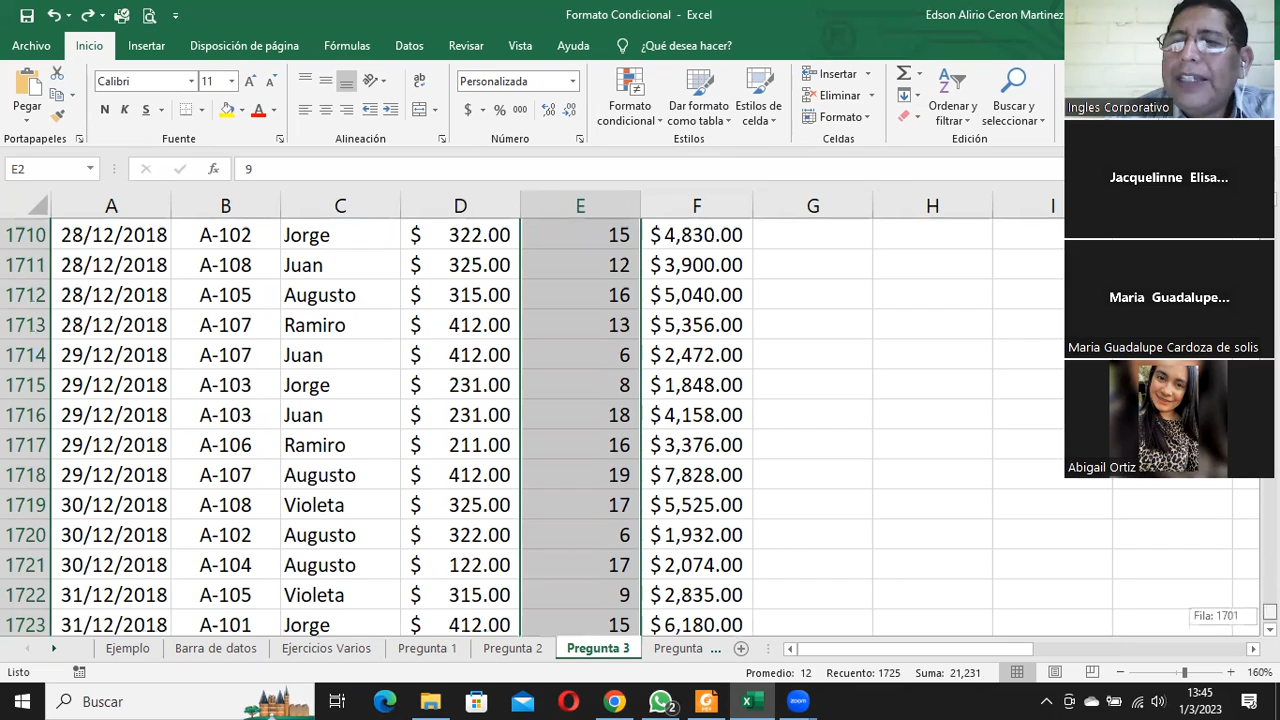 Formato Condicional - Excel
Edson Alirio Ceron Martinez
Archivo Inicio Insertar Disposición de página Fórmulas Datos Revisar Vista Ayuda ¿Qué desea hacer?
Pegar
Calibri 11
N K S
ab
Personalizada
$ % 000
Formato condicional
Dar formato como tabla
Estilos de celda
Insertar
Eliminar
Formato
Ordenar y filtrar
Buscar y seleccionar
Portapapeles Fuente Alineación Número Estilos Celdas Edición
E2 fx 9
A B C D E F G H I
1710 28/12/2018 A-102 Jorge $ 322.00 15 $ 4,830.00
1711 28/12/2018 A-108 Juan $ 325.00 12 $ 3,900.00
1712 28/12/2018 A-105 Augusto $ 315.00 16 $ 5,040.00
1713 28/12/2018 A-107 Ramiro $ 412.00 13 $ 5,356.00
1714 29/12/2018 A-107 Juan $ 412.00 6 $ 2,472.00
1715 29/12/2018 A-103 Jorge $ 231.00 8 $ 1,848.00
1716 29/12/2018 A-103 Juan $ 231.00 18 $ 4,158.00
1717 29/12/2018 A-106 Ramiro $ 211.00 16 $ 3,376.00
1718 29/12/2018 A-107 Augusto $ 412.00 19 $ 7,828.00
1719 30/12/2018 A-108 Violeta $ 325.00 17 $ 5,525.00
1720 30/12/2018 A-102 Augusto $ 322.00 6 $ 1,932.00
1721 30/12/2018 A-104 Augusto $ 122.00 17 $ 2,074.00
1722 31/12/2018 A-105 Violeta $ 315.00 9 $ 2,835.00
1723 31/12/2018 A-101 Jorge $ 412.00 15 $ 6,180.00
Fila: 1701
Ejemplo Barra de datos Ejercicios Varios Pregunta 1 Pregunta 2 Pregunta 3 Pregunta ...
Listo Promedio: 12 Recuento: 1725 Suma: 21,231 160%
Buscar
2
13:45
1/3/2023
Ingles Corporativo
Jacquelinne Elisa...
Maria Guadalupe...
Maria Guadalupe Cardoza de solis
Abigail Ortiz
zoom